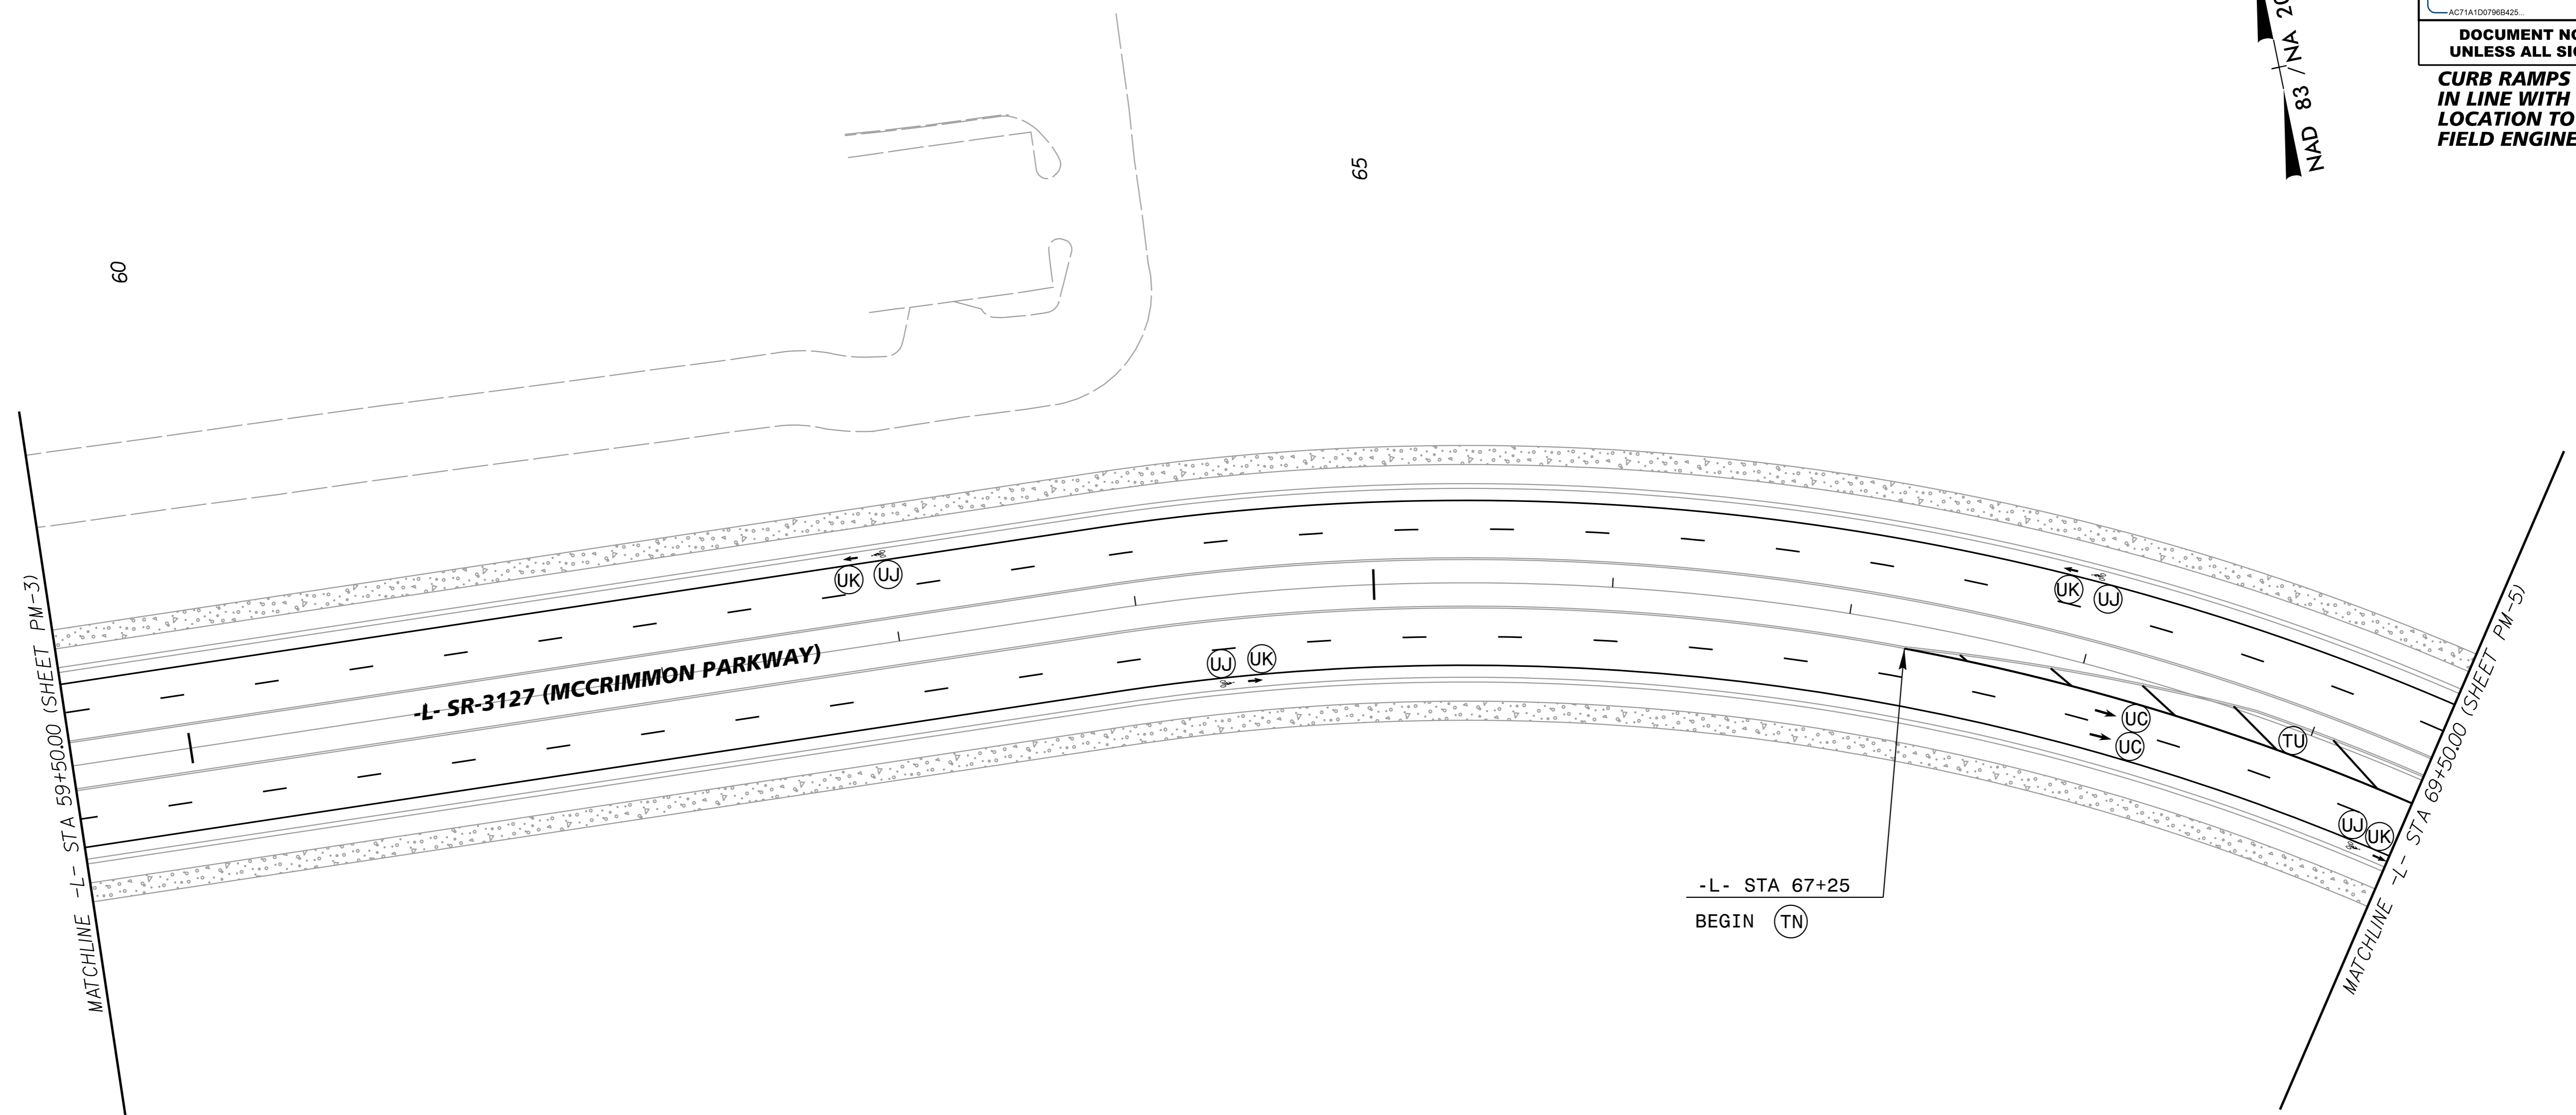 AC71A1D0796B425...
DOCUMENT NO
UNLESS ALL SI
CURB RAMPS
IN LINE WITH
LOCATION TO
FIELD ENGINE
NAD 83 /NA 20
65
60
MATCHLINE -L- STA 59+50.00 (SHEET PM-3)
-L- SR-3127 (MCCRIMMON PARKWAY)
UK UJ
UJ UK
UK UJ
UC
UC
TU
UJ UK
-L- STA 67+25
BEGIN TN
MATCHLINE -L- STA 69+50.00 (SHEET PM-5)